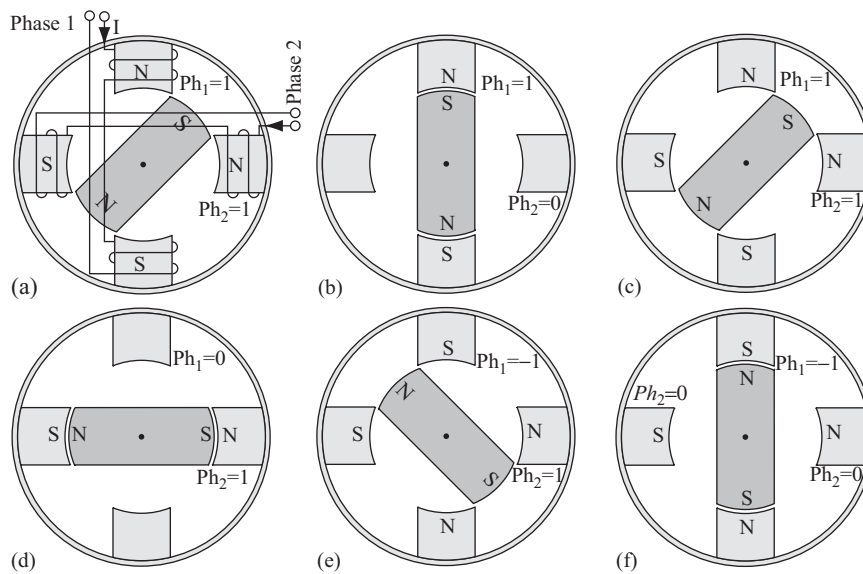 Phase 1
I
Phase 2
N
Ph₁=1
S
S
N
N
Ph₂=1
S
(a)
N
Ph₁=1
S
Ph₂=0
N
S
(b)
N
Ph₁=1
S
S
N
N
Ph₂=1
S
(c)
Ph₁=0
S
N
S
N
Ph₂=1
(d)
S
Ph₁=–1
N
S
N
S
Ph₂=1
N
(e)
S
Ph₁=–1
N
Ph₂=0
S
N
Ph₂=0
S
N
(f)